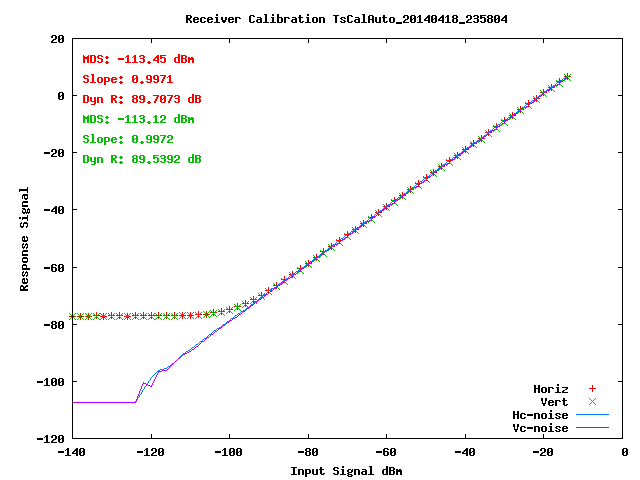 Receiver Calibration TsCalAuto_20140418_235804
20
MDS: -113.45 dBm
Slope: 0.9971
0
Dyn R: 89.7073 dB
MDS: -113.12 dBm
Slope: 0.9972
-20
Dyn R: 89.5392 dB
-40
Response Signal
-60
-80
-100
Horiz
Vert
Hc-noise
Vc-noise
-120
-140 -120 -100 -80 -60 -40 -20 0
Input Signal dBm